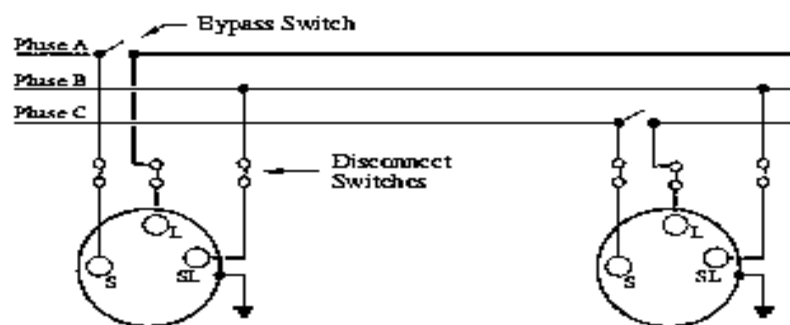 Bypass Switch
Phase A
Phase B
Phase C
Disconnect
Switches
L
S
SL
L
S
SL